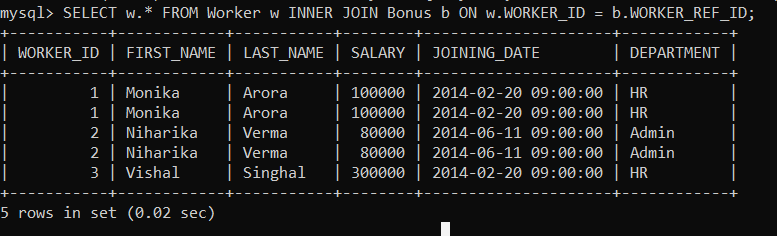 mysql> SELECT w.* FROM Worker w INNER JOIN Bonus b ON w.WORKER_ID = b.WORKER_REF_ID;
+-----------+------------+-----------+--------+---------------------+------------+
| WORKER_ID | FIRST_NAME | LAST_NAME | SALARY | JOINING_DATE        | DEPARTMENT |
+-----------+------------+-----------+--------+---------------------+------------+
|         1 | Monika     | Arora     | 100000 | 2014-02-20 09:00:00 | HR         |
|         1 | Monika     | Arora     | 100000 | 2014-02-20 09:00:00 | HR         |
|         2 | Niharika   | Verma     |  80000 | 2014-06-11 09:00:00 | Admin      |
|         2 | Niharika   | Verma     |  80000 | 2014-06-11 09:00:00 | Admin      |
|         3 | Vishal     | Singhal   | 300000 | 2014-02-20 09:00:00 | HR         |
+-----------+------------+-----------+--------+---------------------+------------+
5 rows in set (0.02 sec)